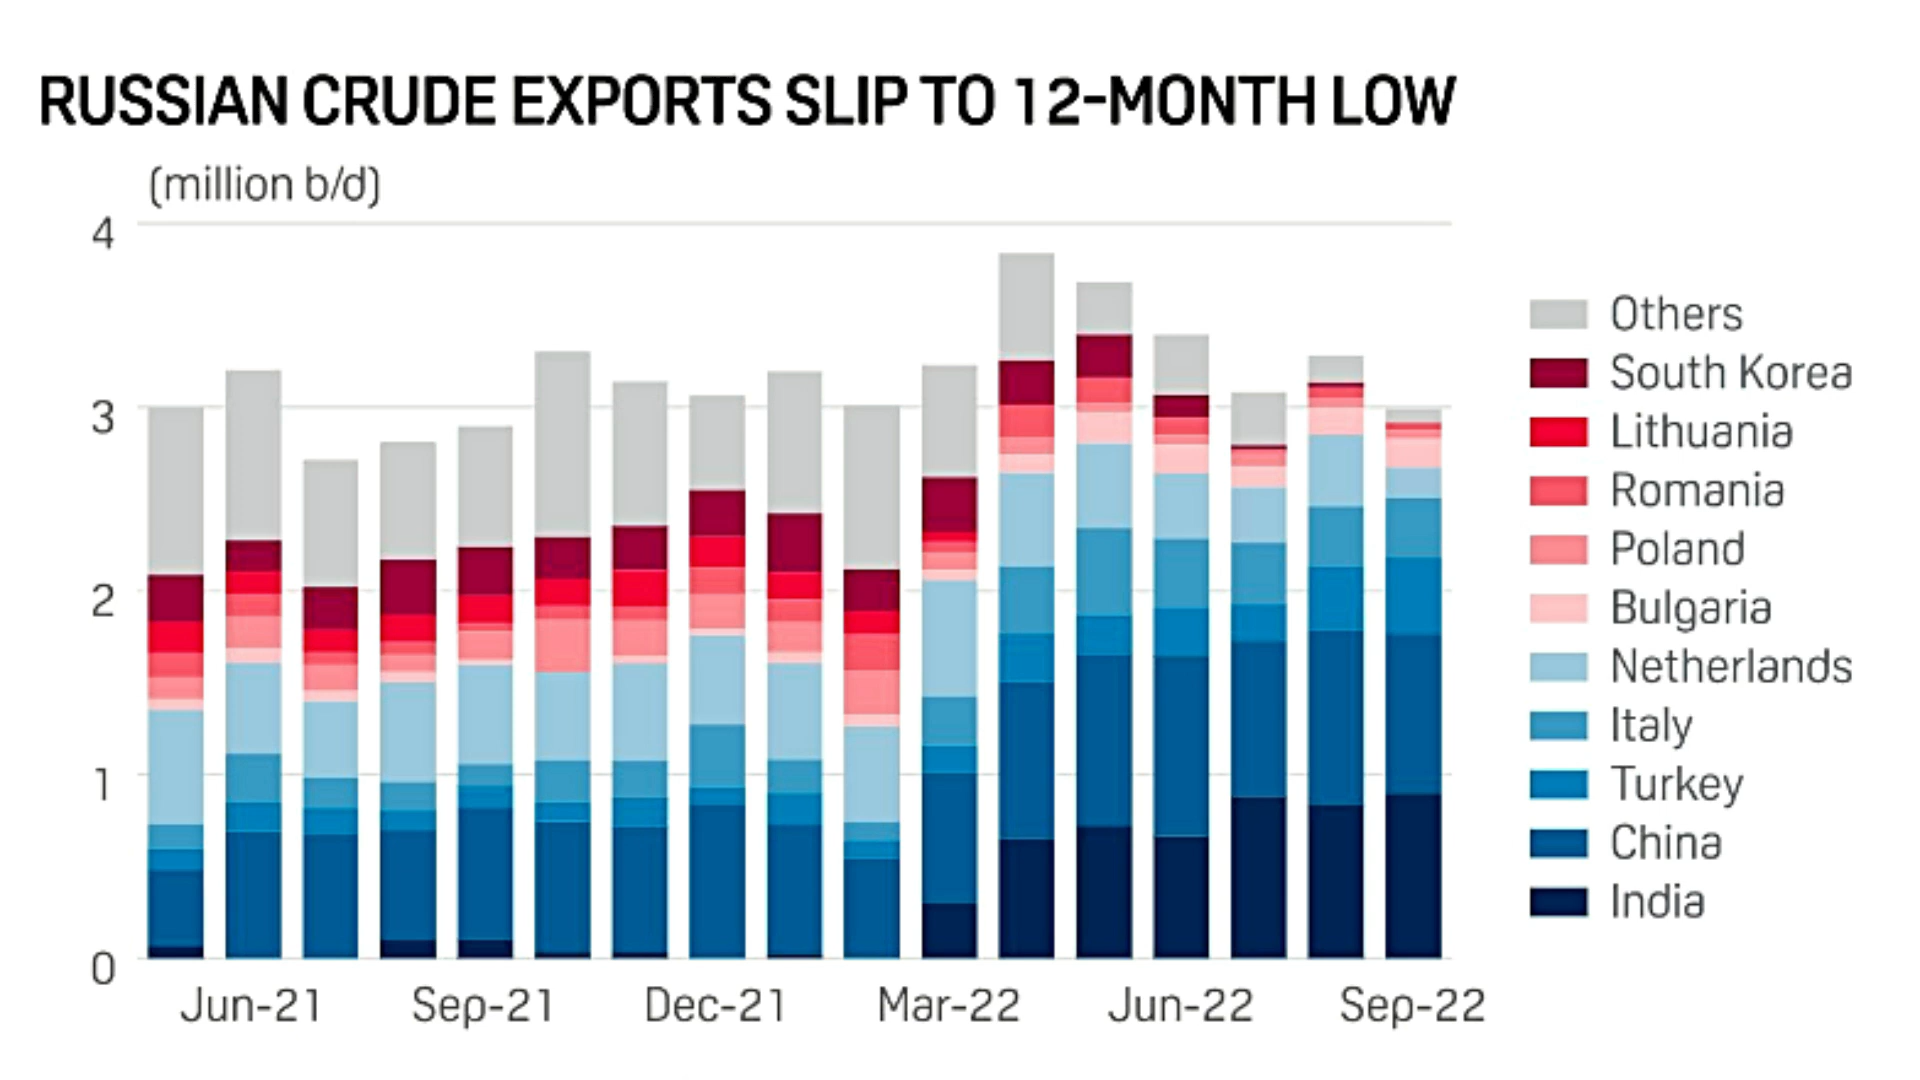 RUSSIAN CRUDE EXPORTS SLIP TO 12-MONTH LOW
(million b/d)
4
3
2
1
0
Jun-21 Sep-21 Dec-21 Mar-22 Jun-22 Sep-22
Others
South Korea
Lithuania
Romania
Poland
Bulgaria
Netherlands
Italy
Turkey
China
India